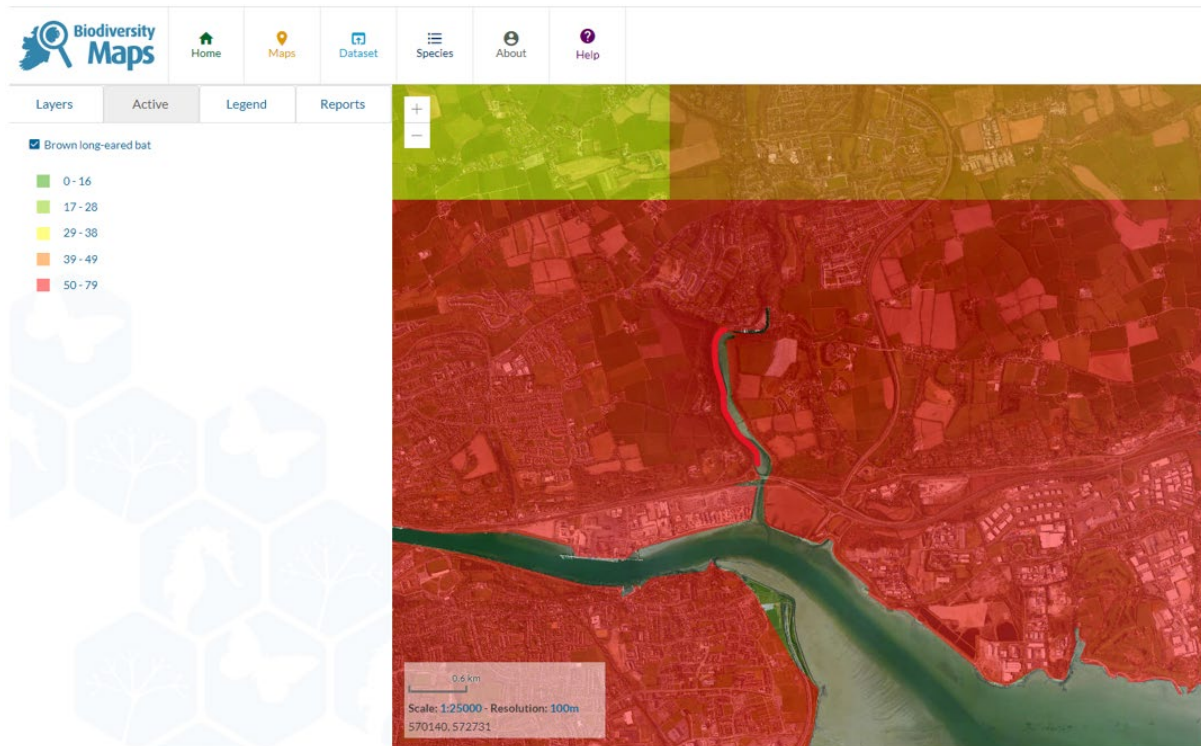 Biodiversity
Maps
Home
Maps
Dataset
Species
About
Help
Layers
Active
Legend
Reports
Brown long-eared bat
0 - 16
17 - 28
29 - 38
39 - 49
50 - 79
+
−
0.6 km
Scale: 1:25000 - Resolution: 100m
570140, 572731